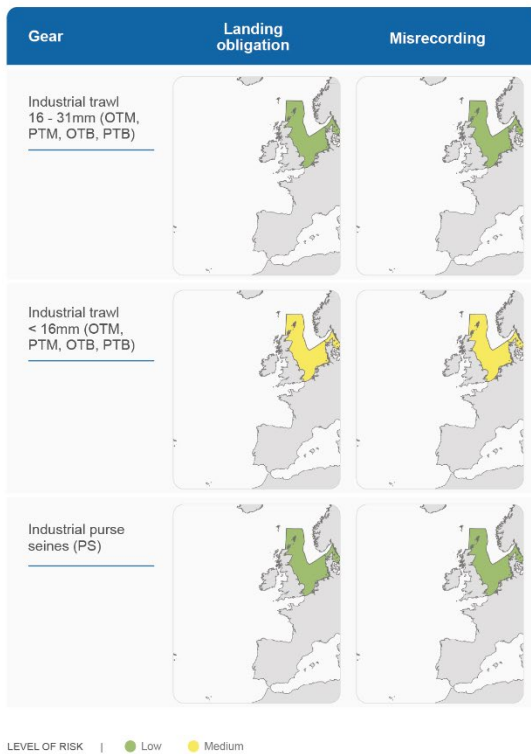 Gear
Landing
obligation
Misrecording
Industrial trawl
16 - 31mm (OTM,
PTM, OTB, PTB)
Industrial trawl
< 16mm (OTM,
PTM, OTB, PTB)
Industrial purse
seines (PS)
LEVEL OF RISK | Low Medium